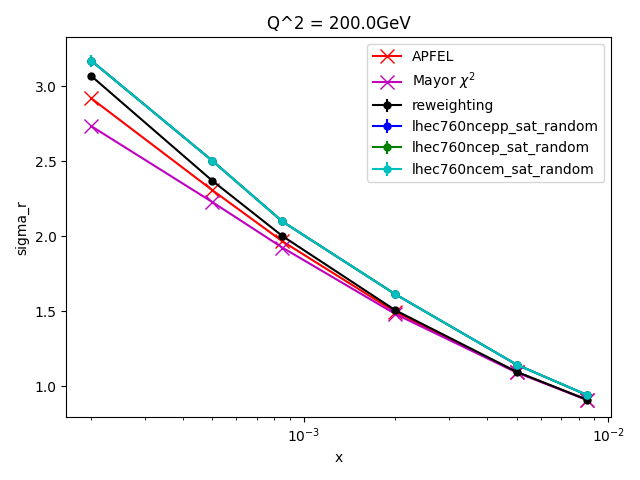 Q^2 = 200.0GeV
APFEL
Mayor χ²
reweighting
lhec760ncepp_sat_random
lhec760ncep_sat_random
lhec760ncem_sat_random
sigma_r
3.0
2.5
2.0
1.5
1.0
10⁻³
10⁻²
x